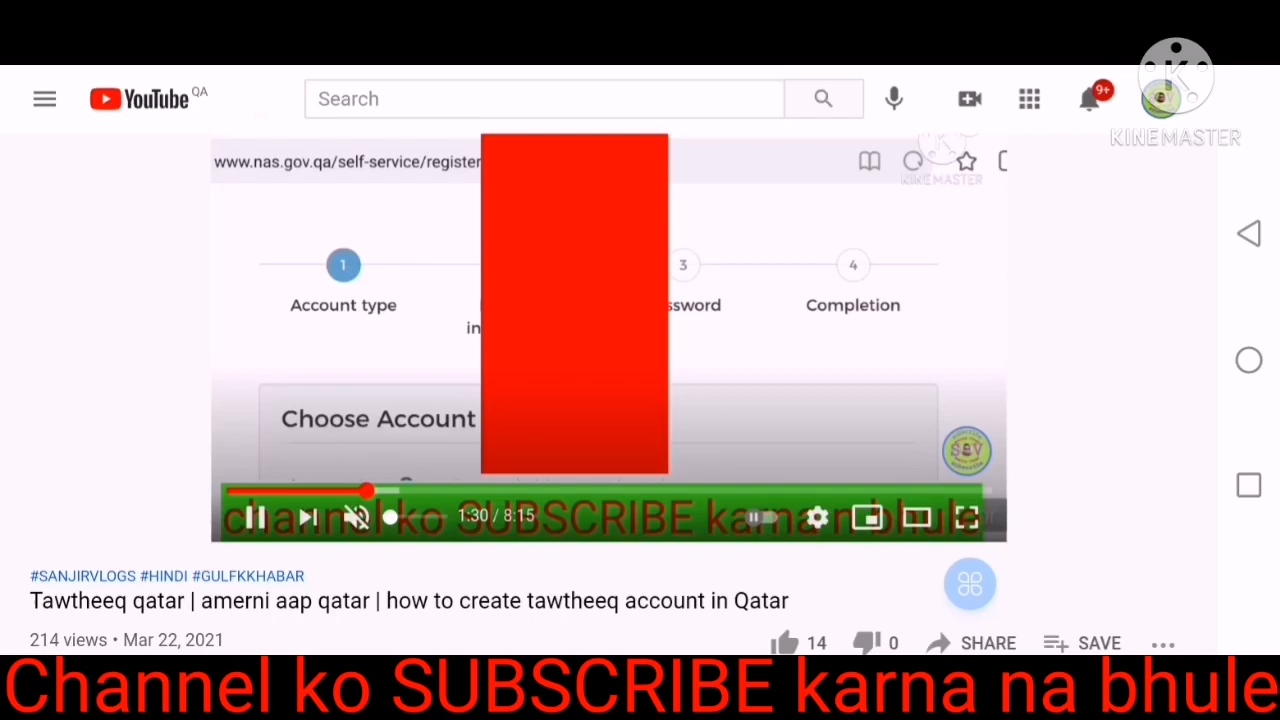 YouTube QA
Search
9+
K
KINEMASTER
www.nas.gov.qa/self-service/register
KINEMASTER
1
3
4
Account type
ssword
Completion
in
Choose Account
SGV
channel ko SUBSCRIBE karna n bhule
1:30 / 8:15
#SANJIRVLOGS #HINDI #GULFKKHABAR
Tawtheeq qatar | amerni aap qatar | how to create tawtheeq account in Qatar
214 views • Mar 22, 2021
14
0
SHARE
SAVE
Channel ko SUBSCRIBE karna na bhule